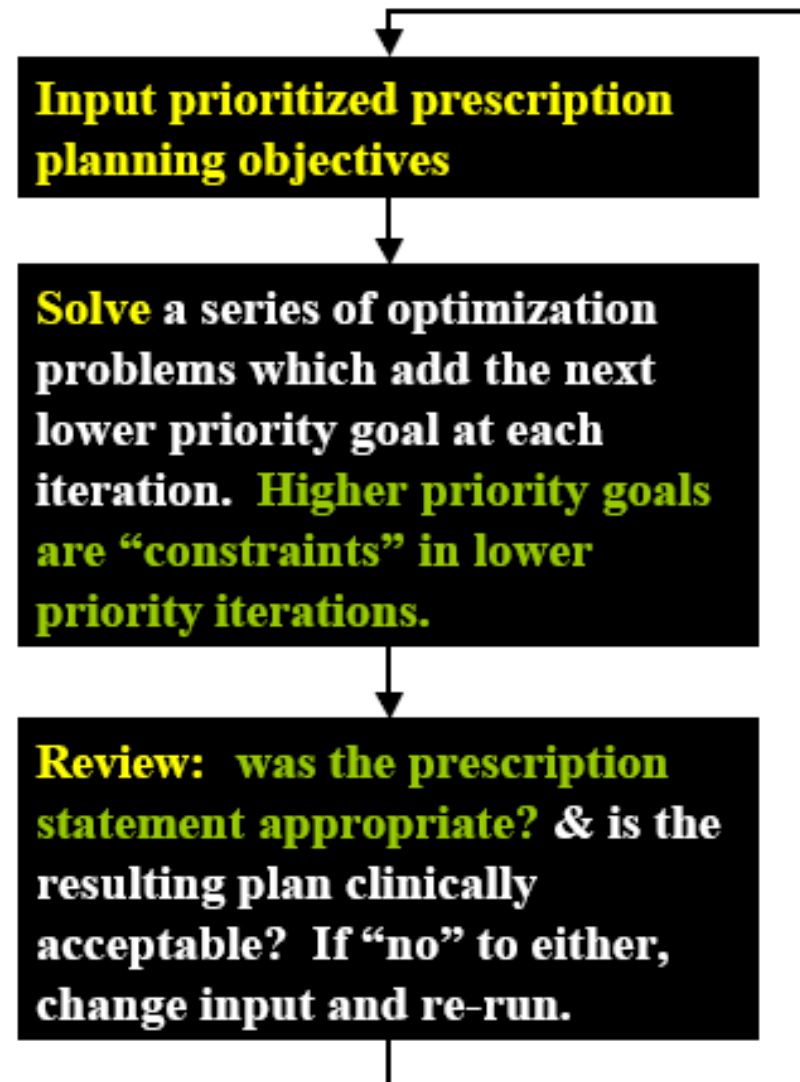 Input prioritized prescription
planning objectives
Solve a series of optimization
problems which add the next
lower priority goal at each
iteration.  Higher priority goals
are “constraints” in lower
priority iterations.
Review:  was the prescription
statement appropriate? & is the
resulting plan clinically
acceptable?  If “no” to either,
change input and re-run.